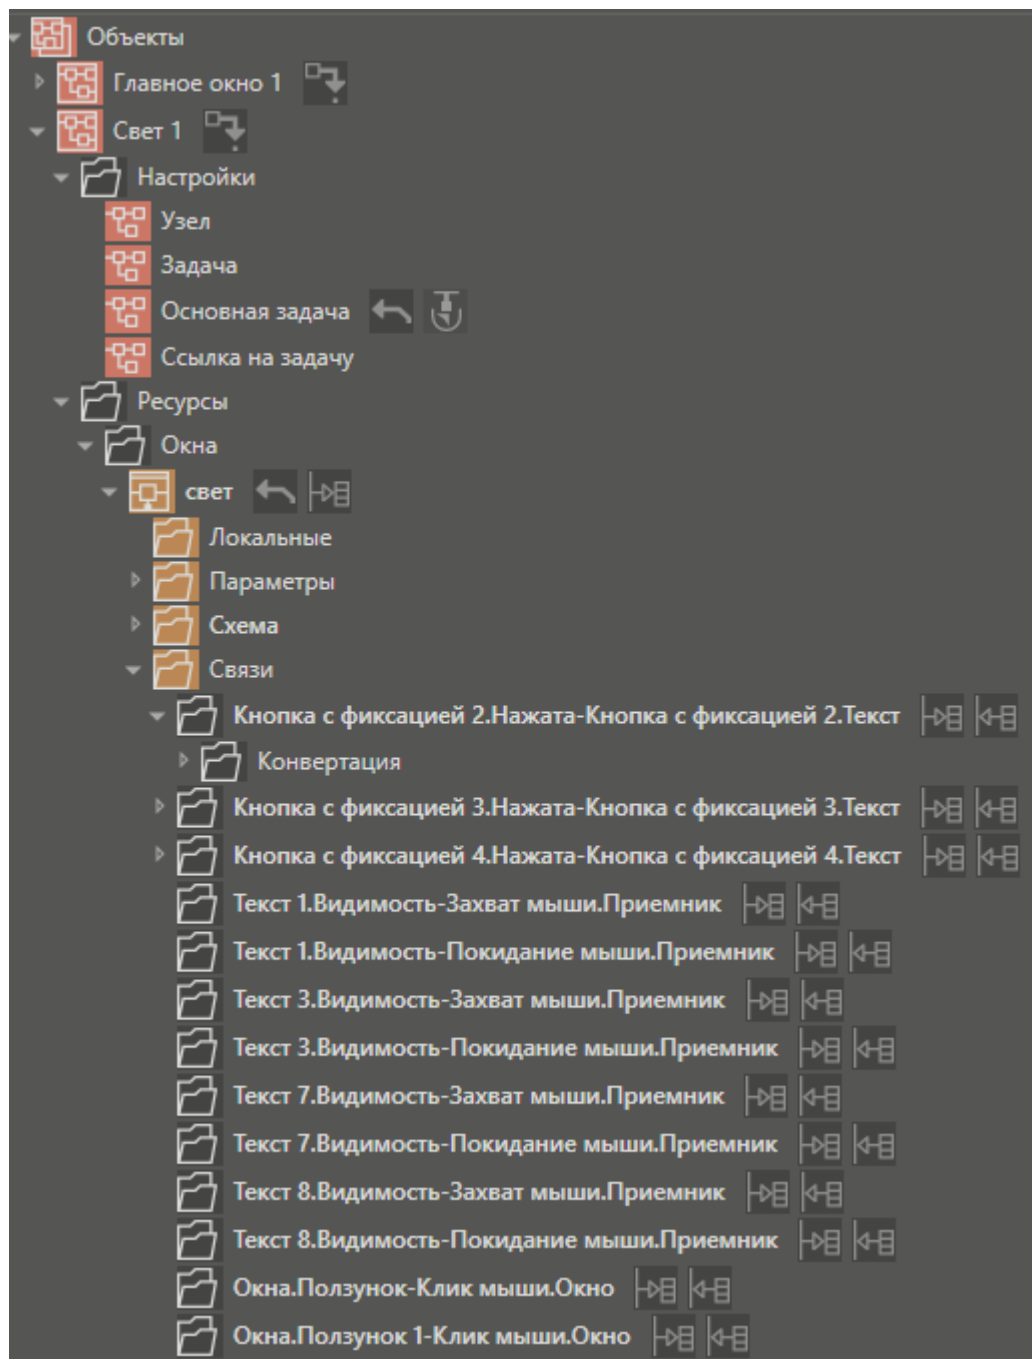 Объекты
Главное окно 1
Свет 1
Настройки
Узел
Задача
Основная задача
Ссылка на задачу
Ресурсы
Окна
свет
Локальные
Параметры
Схема
Связи
Кнопка с фиксацией 2.Нажата-Кнопка с фиксацией 2.Текст
Конвертация
Кнопка с фиксацией 3.Нажата-Кнопка с фиксацией 3.Текст
Кнопка с фиксацией 4.Нажата-Кнопка с фиксацией 4.Текст
Текст 1.Видимость-Захват мыши.Приемник
Текст 1.Видимость-Покидание мыши.Приемник
Текст 3.Видимость-Захват мыши.Приемник
Текст 3.Видимость-Покидание мыши.Приемник
Текст 7.Видимость-Захват мыши.Приемник
Текст 7.Видимость-Покидание мыши.Приемник
Текст 8.Видимость-Захват мыши.Приемник
Текст 8.Видимость-Покидание мыши.Приемник
Окна.Ползунок-Клик мыши.Окно
Окна.Ползунок 1-Клик мыши.Окно